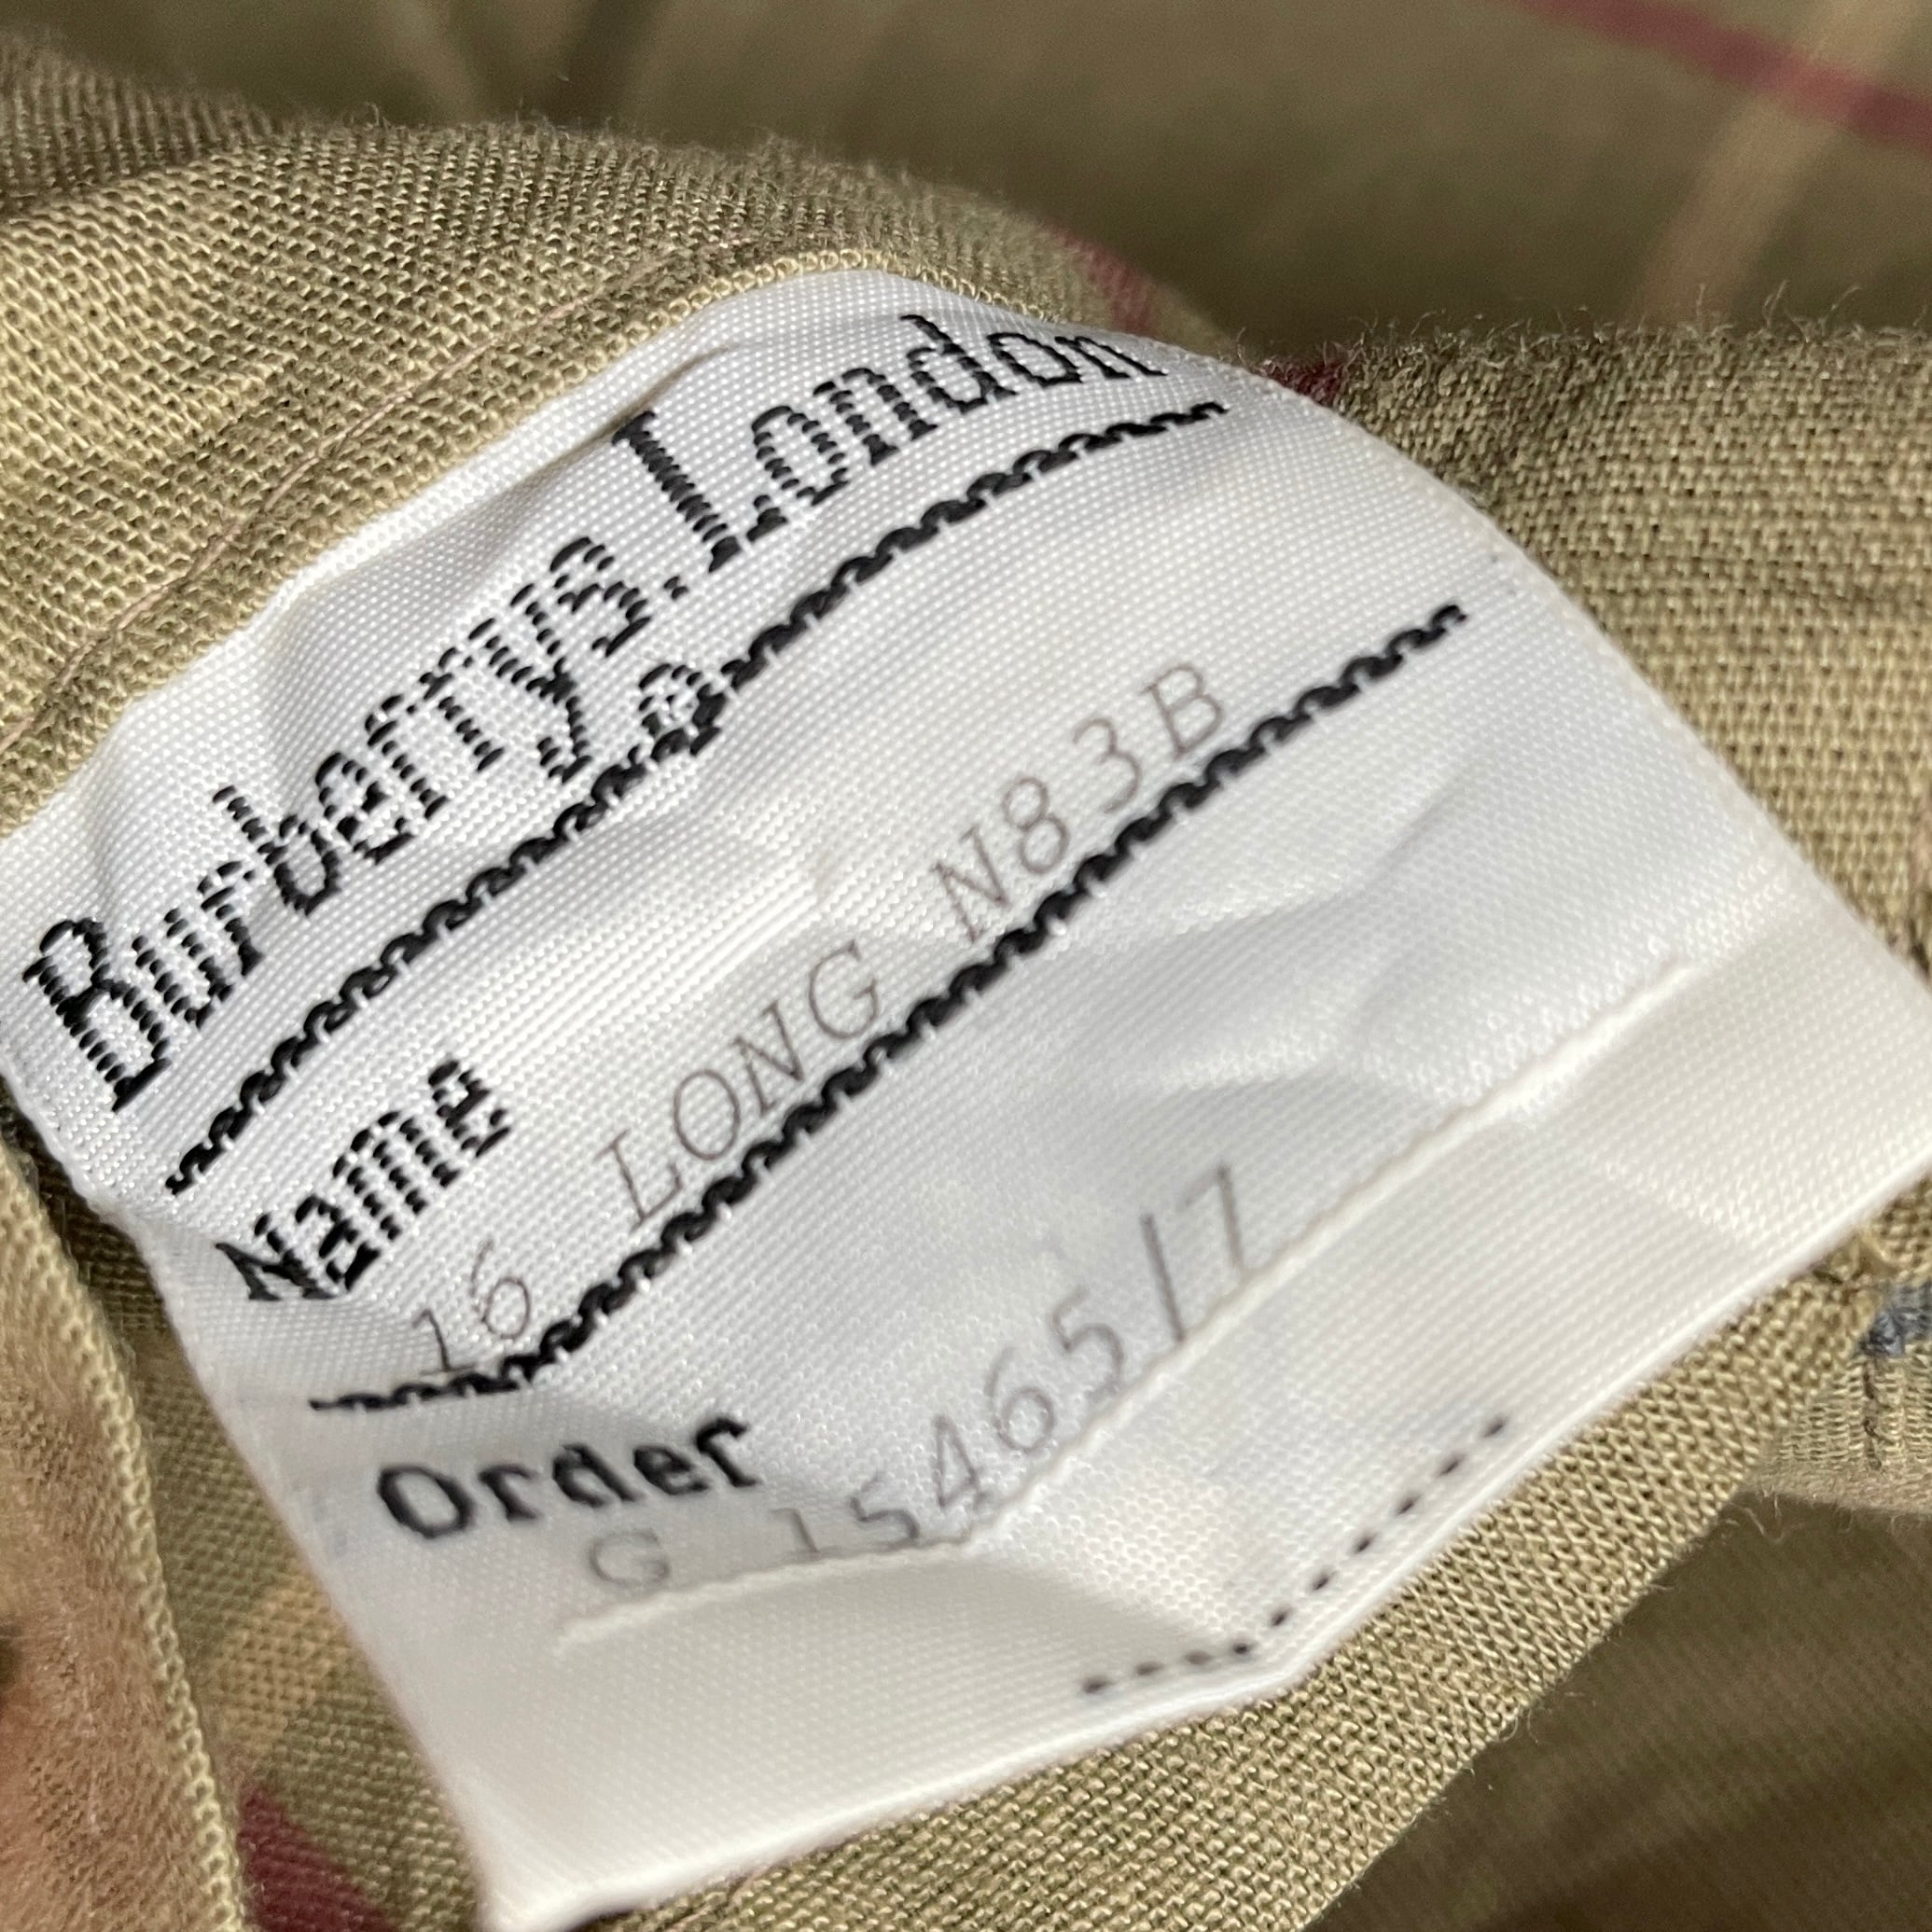 Burberrys.London
®
Name
16 LONG N83B
Order
G 15465/7